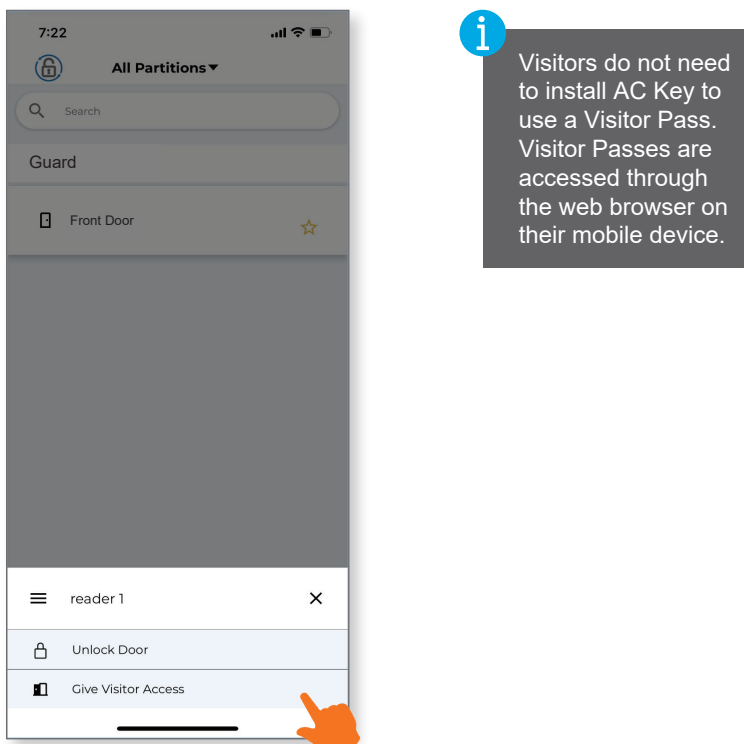 7:22
All Partitions▼
Search
Guard
Front Door
reader 1
Unlock Door
Give Visitor Access
i
Visitors do not need
to install AC Key to
use a Visitor Pass.
Visitor Passes are
accessed through
the web browser on
their mobile device.